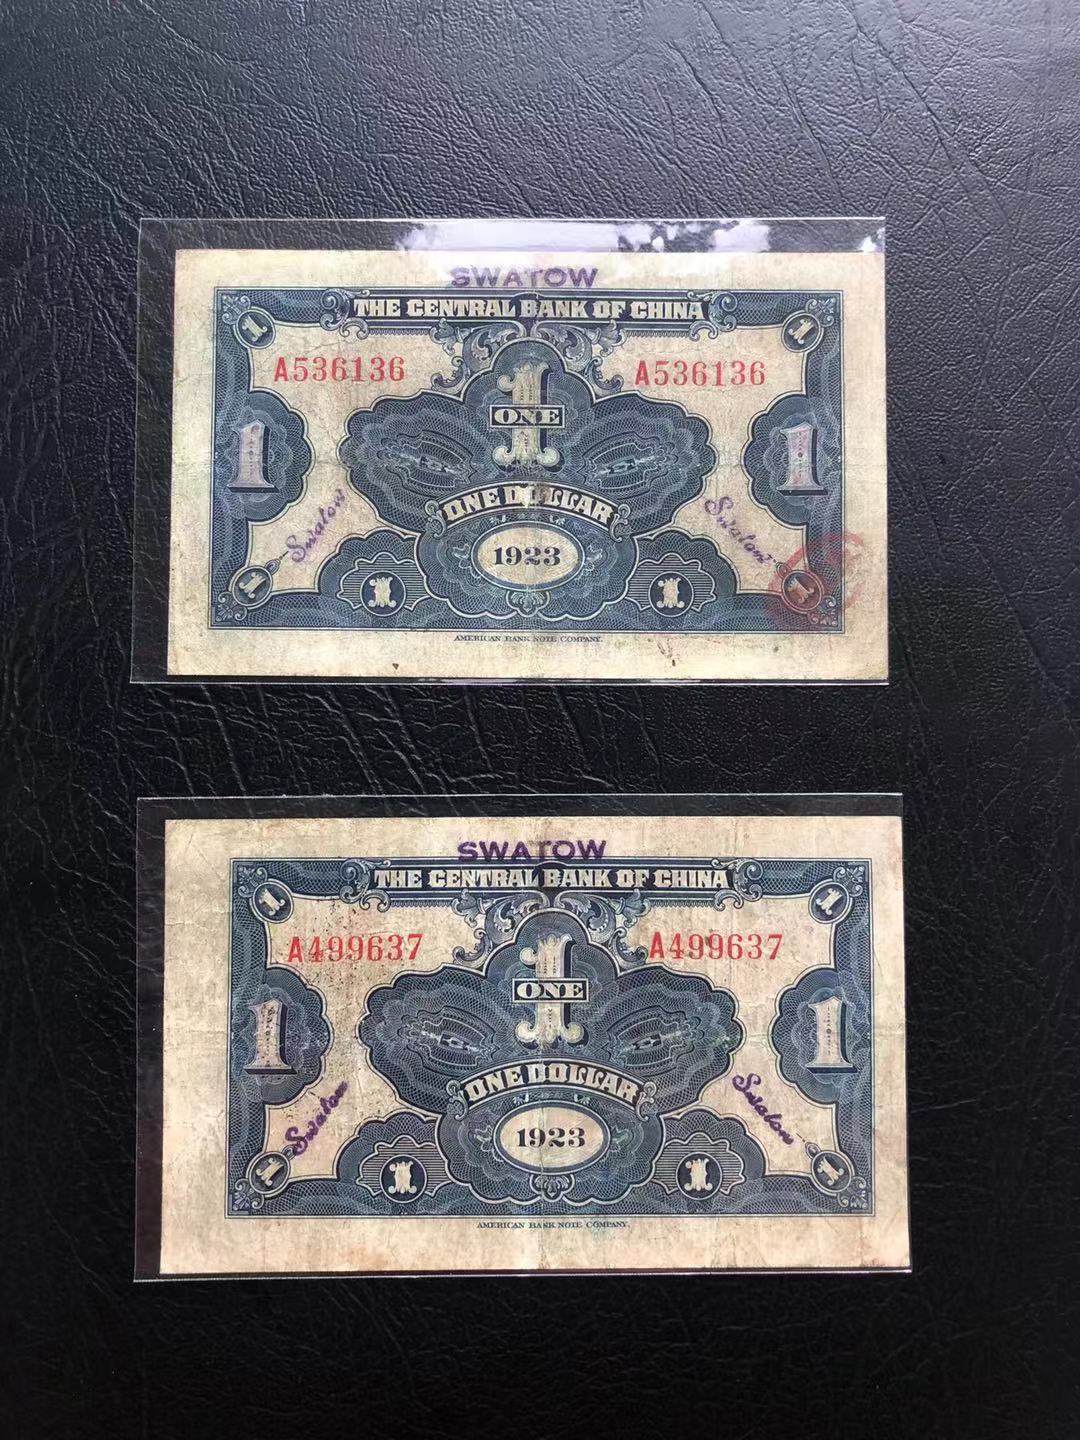 SWATOW
THE CENTRAL BANK OF CHINA
1 1
A536136 A536136
1
ONE
1 1
ONE DOLLAR
Swatow Swatow
1923
1 1 1 1
AMERICAN BANK NOTE COMPANY.
SWATOW
THE CENTRAL BANK OF CHINA
1 1
A499637 A499637
1
ONE
1 1
ONE DOLLAR
Swatow Swatow
1923
1 1 1 1
AMERICAN BANK NOTE COMPANY.